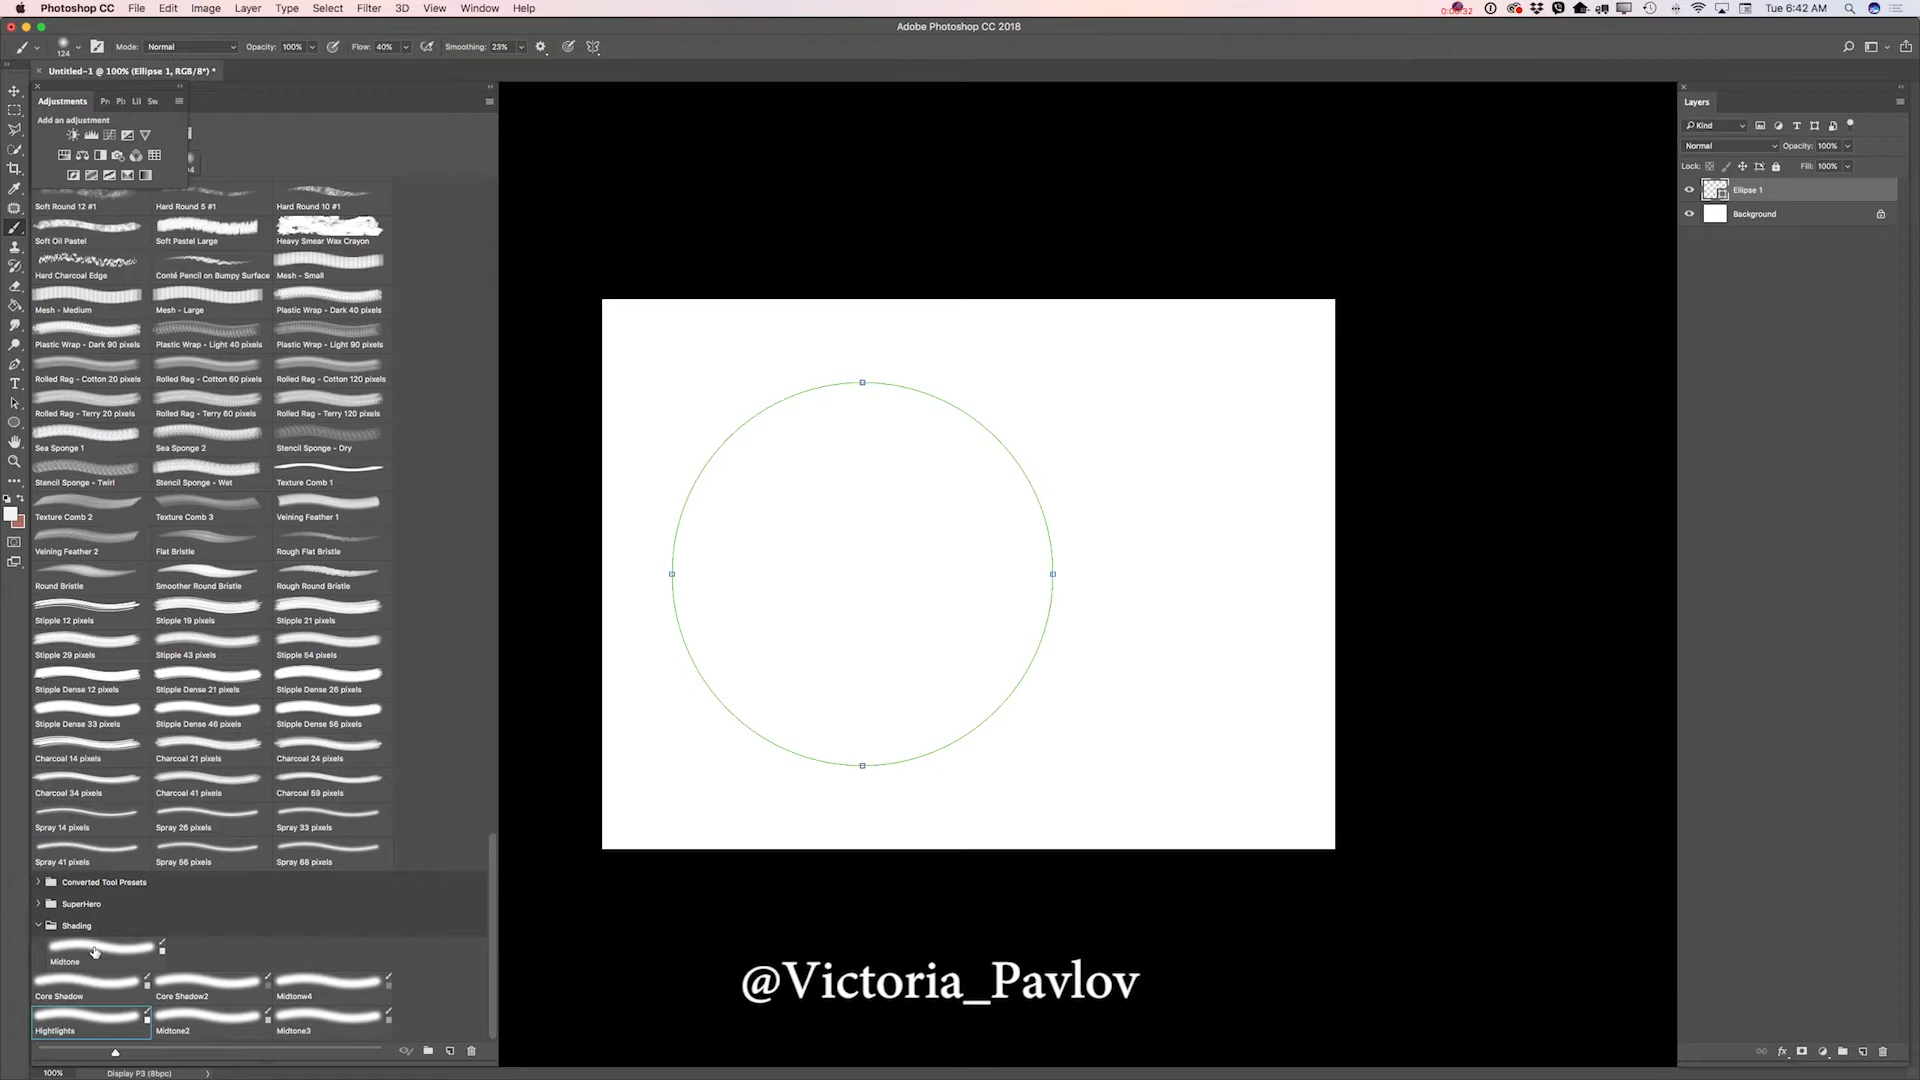 Photoshop CC File Edit Image Layer Type Select Filter 3D View Window Help
0:00:32 Tue 6:42 AM
Adobe Photoshop CC 2018
124 Mode: Normal Opacity: 100% Flow: 40% Smoothing: 23%
Untitled-1 @ 100% (Ellipse 1, RGB/8*) *
Adjustments Pr Pi Li Sw
Add an adjustment
Soft Round 12 #1 Hard Round 5 #1 Hard Round 10 #1
Soft Oil Pastel Soft Pastel Large Heavy Smear Wax Crayon
Hard Charcoal Edge Conté Pencil on Bumpy Surface Mesh - Small
Mesh - Medium Mesh - Large Plastic Wrap - Dark 40 pixels
Plastic Wrap - Dark 90 pixels Plastic Wrap - Light 40 pixels Plastic Wrap - Light 90 pixels
Rolled Rag - Cotton 20 pixels Rolled Rag - Cotton 60 pixels Rolled Rag - Cotton 120 pixels
Rolled Rag - Terry 20 pixels Rolled Rag - Terry 60 pixels Rolled Rag - Terry 120 pixels
Sea Sponge 1 Sea Sponge 2 Stencil Sponge - Dry
Stencil Sponge - Twirl Stencil Sponge - Wet Texture Comb 1
Texture Comb 2 Texture Comb 3 Veining Feather 1
Veining Feather 2 Flat Bristle Rough Flat Bristle
Round Bristle Smoother Round Bristle Rough Round Bristle
Stipple 12 pixels Stipple 19 pixels Stipple 21 pixels
Stipple 29 pixels Stipple 43 pixels Stipple 54 pixels
Stipple Dense 12 pixels Stipple Dense 21 pixels Stipple Dense 26 pixels
Stipple Dense 33 pixels Stipple Dense 46 pixels Stipple Dense 56 pixels
Charcoal 14 pixels Charcoal 21 pixels Charcoal 24 pixels
Charcoal 34 pixels Charcoal 41 pixels Charcoal 59 pixels
Spray 14 pixels Spray 26 pixels Spray 33 pixels
Spray 41 pixels Spray 56 pixels Spray 68 pixels
Converted Tool Presets
SuperHero
Shading
Midtone
Core Shadow Core Shadow2 Midtonw4
Hightlights Midtone2 Midtone3
100% Display P3 (8bpc)
@Victoria_Pavlov
Layers
Kind
Normal Opacity: 100%
Lock: Fill: 100%
Ellipse 1
Background